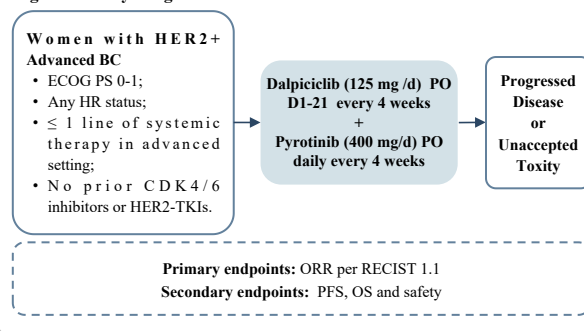 Women with HER2+
Advanced BC
• ECOG PS 0-1;
• Any HR status;
• ≤ 1 line of systemic
therapy in advanced
setting;
• No prior CDK4/6
inhibitors or HER2-TKIs.
Dalpiciclib (125 mg /d) PO
D1-21 every 4 weeks
+
Pyrotinib (400 mg/d) PO
daily every 4 weeks
Progressed
Disease
or
Unaccepted
Toxity
Primary endpoints: ORR per RECIST 1.1
Secondary endpoints: PFS, OS and safety